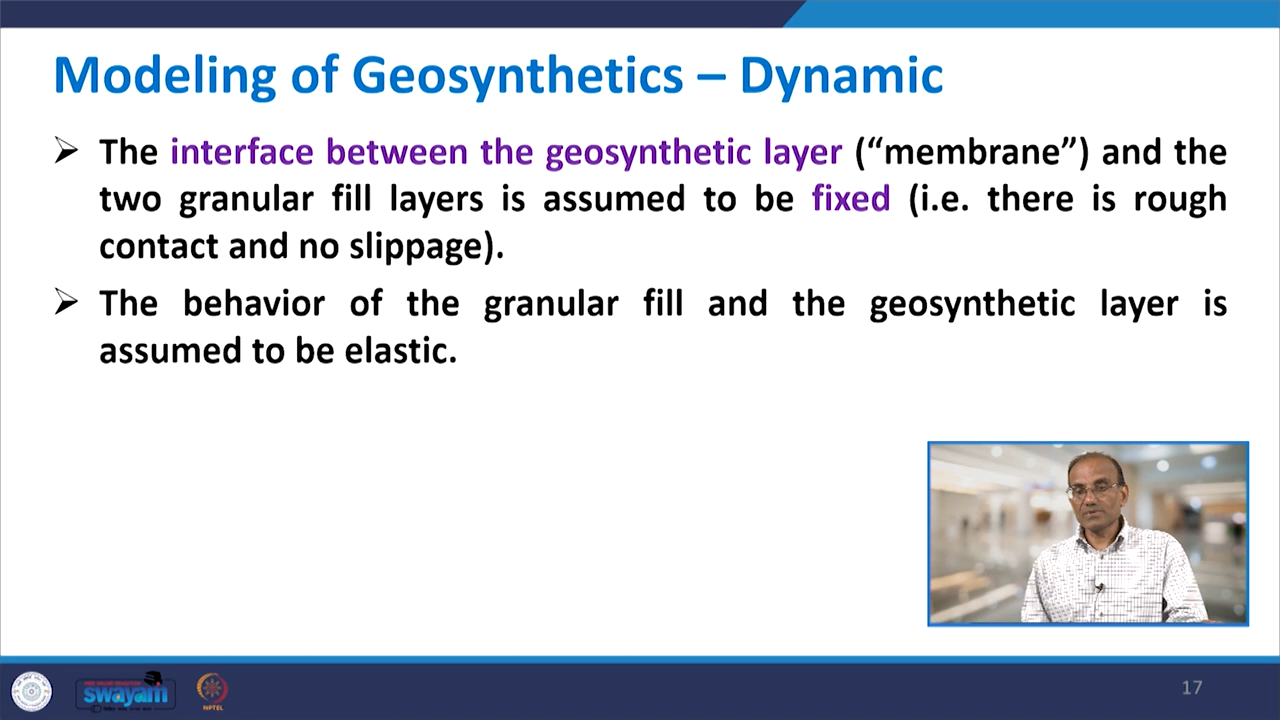 Modeling of Geosynthetics – Dynamic
➢ The interface between the geosynthetic layer (“membrane”) and the
two granular fill layers is assumed to be fixed (i.e. there is rough
contact and no slippage).
➢ The behavior of the granular fill and the geosynthetic layer is
assumed to be elastic.
swayam
NPTEL
17